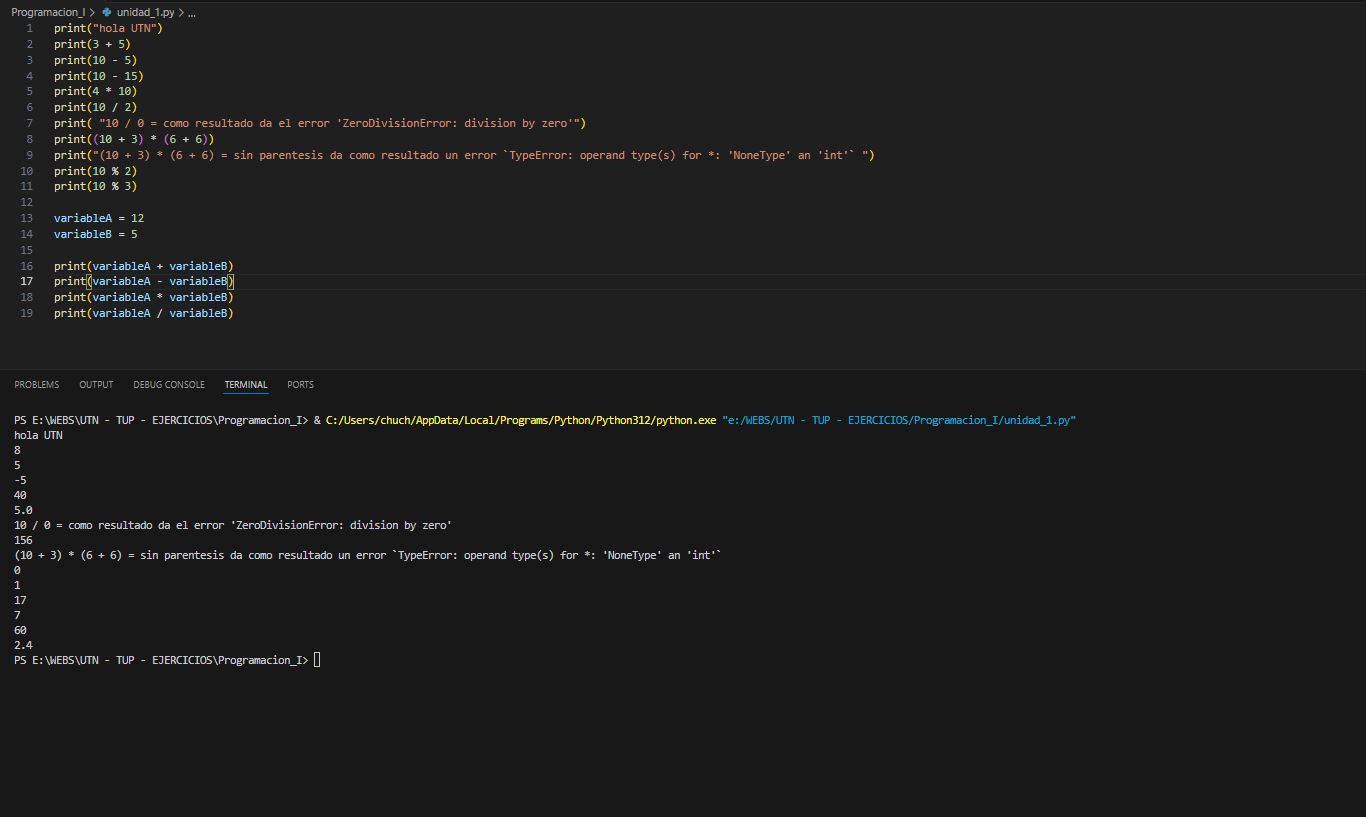 Programacion_I > unidad_1.py > ...
1 print("hola UTN")
2 print(3 + 5)
3 print(10 - 5)
4 print(10 - 15)
5 print(4 * 10)
6 print(10 / 2)
7 print( "10 / 0 = como resultado da el error 'ZeroDivisionError: division by zero'")
8 print((10 + 3) * (6 + 6))
9 print("(10 + 3) * (6 + 6) = sin parentesis da como resultado un error `TypeError: operand type(s) for *: 'NoneType' an 'int'` ")
10 print(10 % 2)
11 print(10 % 3)
12
13 variableA = 12
14 variableB = 5
15
16 print(variableA + variableB)
17 print(variableA - variableB)
18 print(variableA * variableB)
19 print(variableA / variableB)
PROBLEMS OUTPUT DEBUG CONSOLE TERMINAL PORTS
PS E:\WEBS\UTN - TUP - EJERCICIOS\Programacion_I> & C:/Users/chuch/AppData/Local/Programs/Python/Python312/python.exe "e:/WEBS/UTN - TUP - EJERCICIOS/Programacion_I/unidad_1.py"
hola UTN
8
5
-5
40
5.0
10 / 0 = como resultado da el error 'ZeroDivisionError: division by zero'
156
(10 + 3) * (6 + 6) = sin parentesis da como resultado un error `TypeError: operand type(s) for *: 'NoneType' an 'int'`
0
1
17
7
60
2.4
PS E:\WEBS\UTN - TUP - EJERCICIOS\Programacion_I>